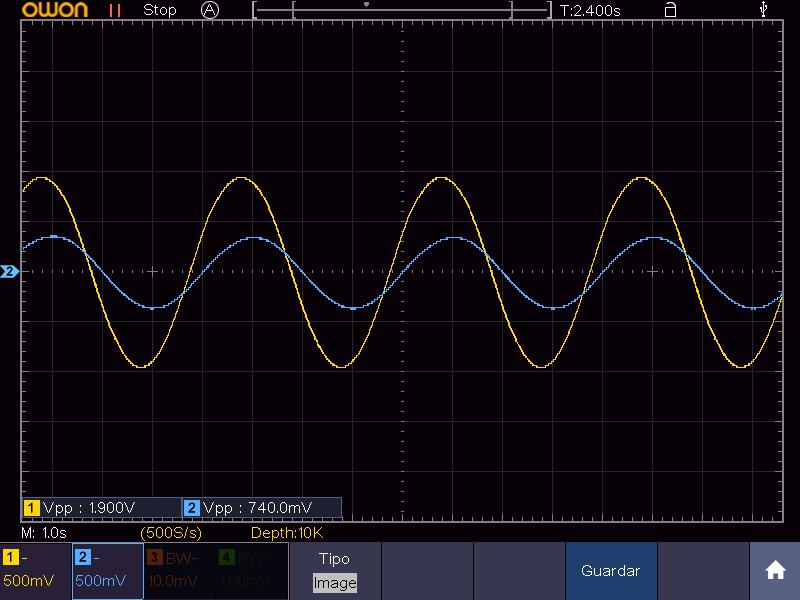 OWON Stop A T:2.400s
2
1 Vpp : 1.900V 2 Vpp : 740.0mV
M: 1.0s (500S/s) Depth:10K
1 - 2 - 3 BW- 4 BW- Tipo
500mV 500mV 10.0mV 1.00mV Image Guardar